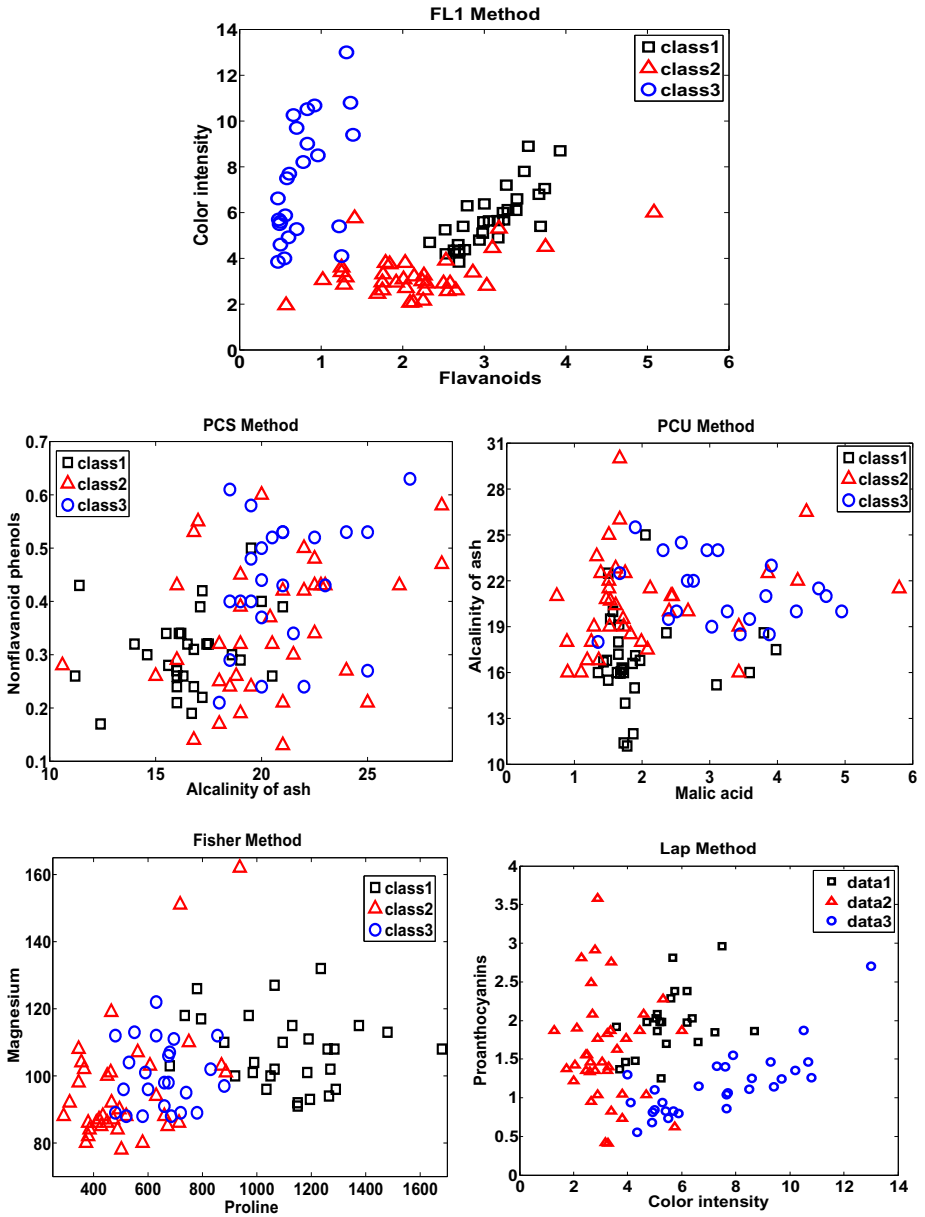 FL1 Method
14
12
10
8
6
4
2
0
Color intensity
class1
class2
class3
0 1 2 3 4 5 6
Flavanoids
PCS Method
0.7
0.6
0.5
0.4
0.3
0.2
0.1
Nonflavanoid phenols
class1
class2
class3
10 15 20 25
Alcalinity of ash
PCU Method
31
28
25
22
19
16
13
10
Alcalinity of ash
class1
class2
class3
0 1 2 3 4 5 6
Malic acid
Fisher Method
160
140
120
100
80
Magnesium
class1
class2
class3
400 600 800 1000 1200 1400 1600
Proline
Lap Method
4
3.5
3
2.5
2
1.5
1
0.5
0
Proanthocyanins
data1
data2
data3
0 2 4 6 8 10 12 14
Color intensity